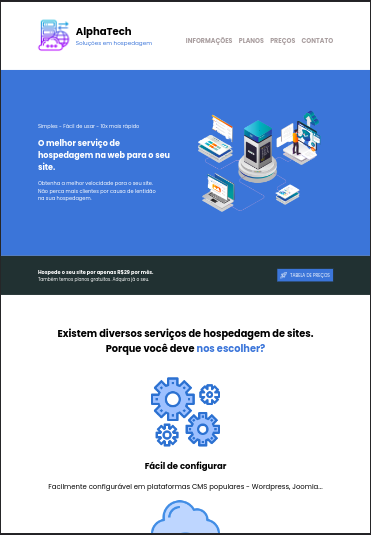 AlphaTech
Soluções em hospedagem
INFORMAÇÕES PLANOS PREÇOS CONTATO
Simples - Fácil de usar - 10x mais rápido
O melhor serviço de
hospedagem na web para o seu
site.
Obtenha a melhor velocidade para o seu site.
Não perca mais clientes por causa de lentidão
na sua hospedagem.
Hospede o seu site por apenas R$29 por mês.
Também temos planos gratuitos. Adquira já o seu.
TABELA DE PREÇOS
Existem diversos serviços de hospedagem de sites.
Porque você deve nos escolher?
Fácil de configurar
Facilmente configurável em plataformas CMS populares - Wordpress, Joomla...